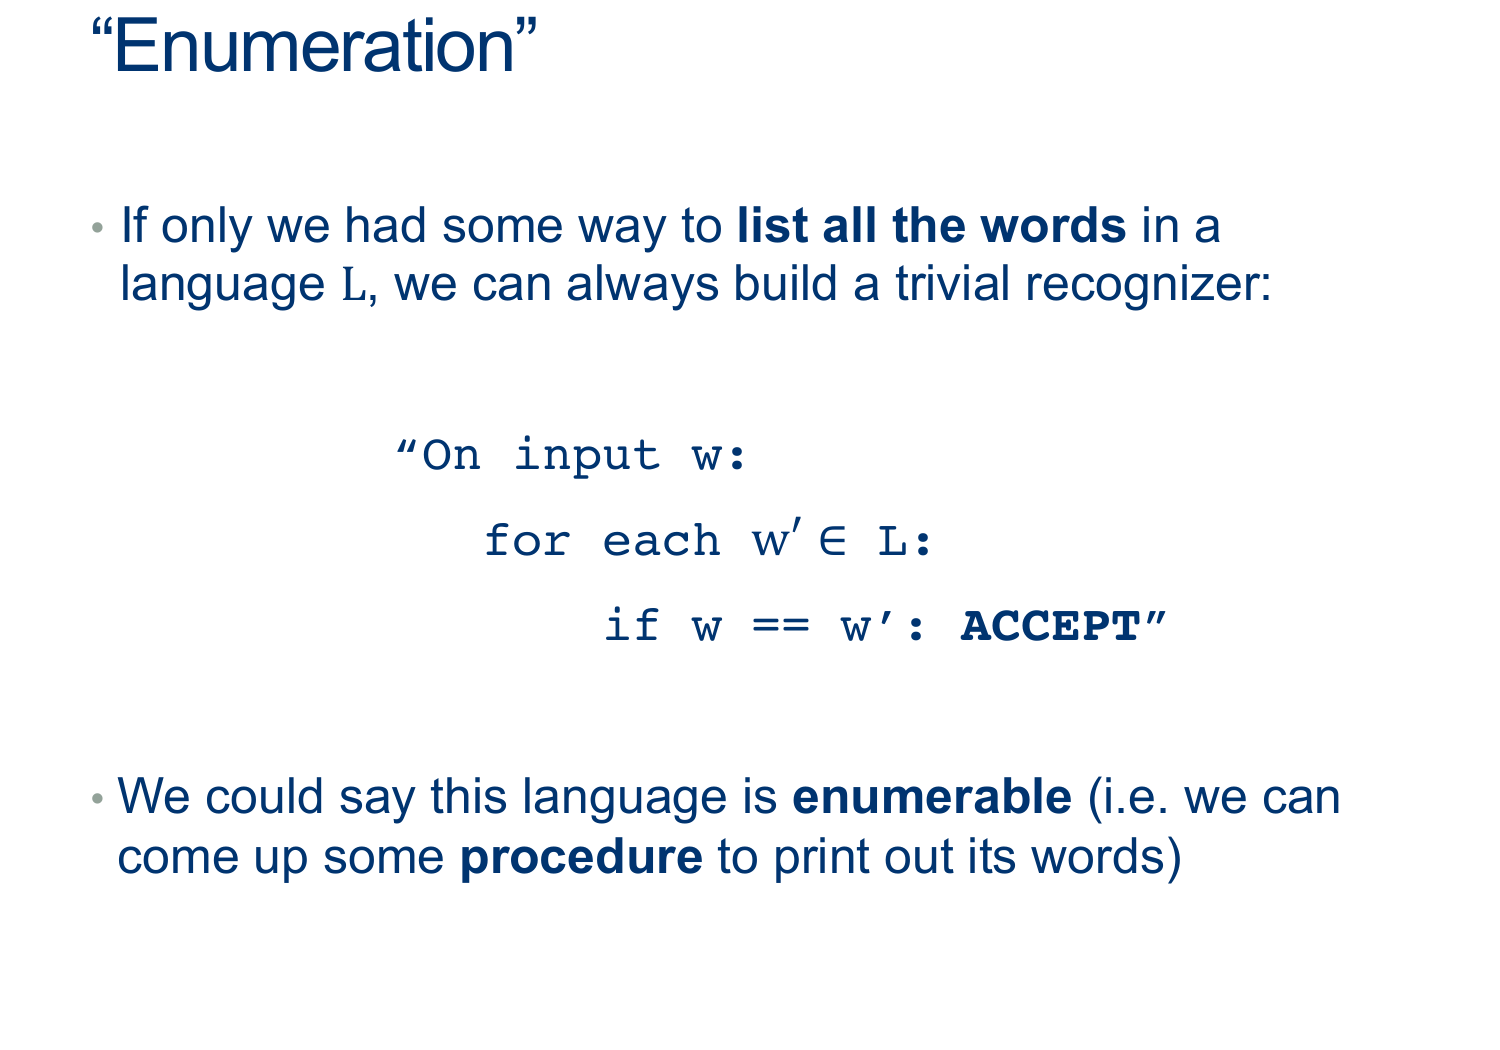 “Enumeration”
• If only we had some way to list all the words in a
language L, we can always build a trivial recognizer:
“On input w:
for each w′ ∈ L:
if w == w’: ACCEPT”
• We could say this language is enumerable (i.e. we can
come up some procedure to print out its words)